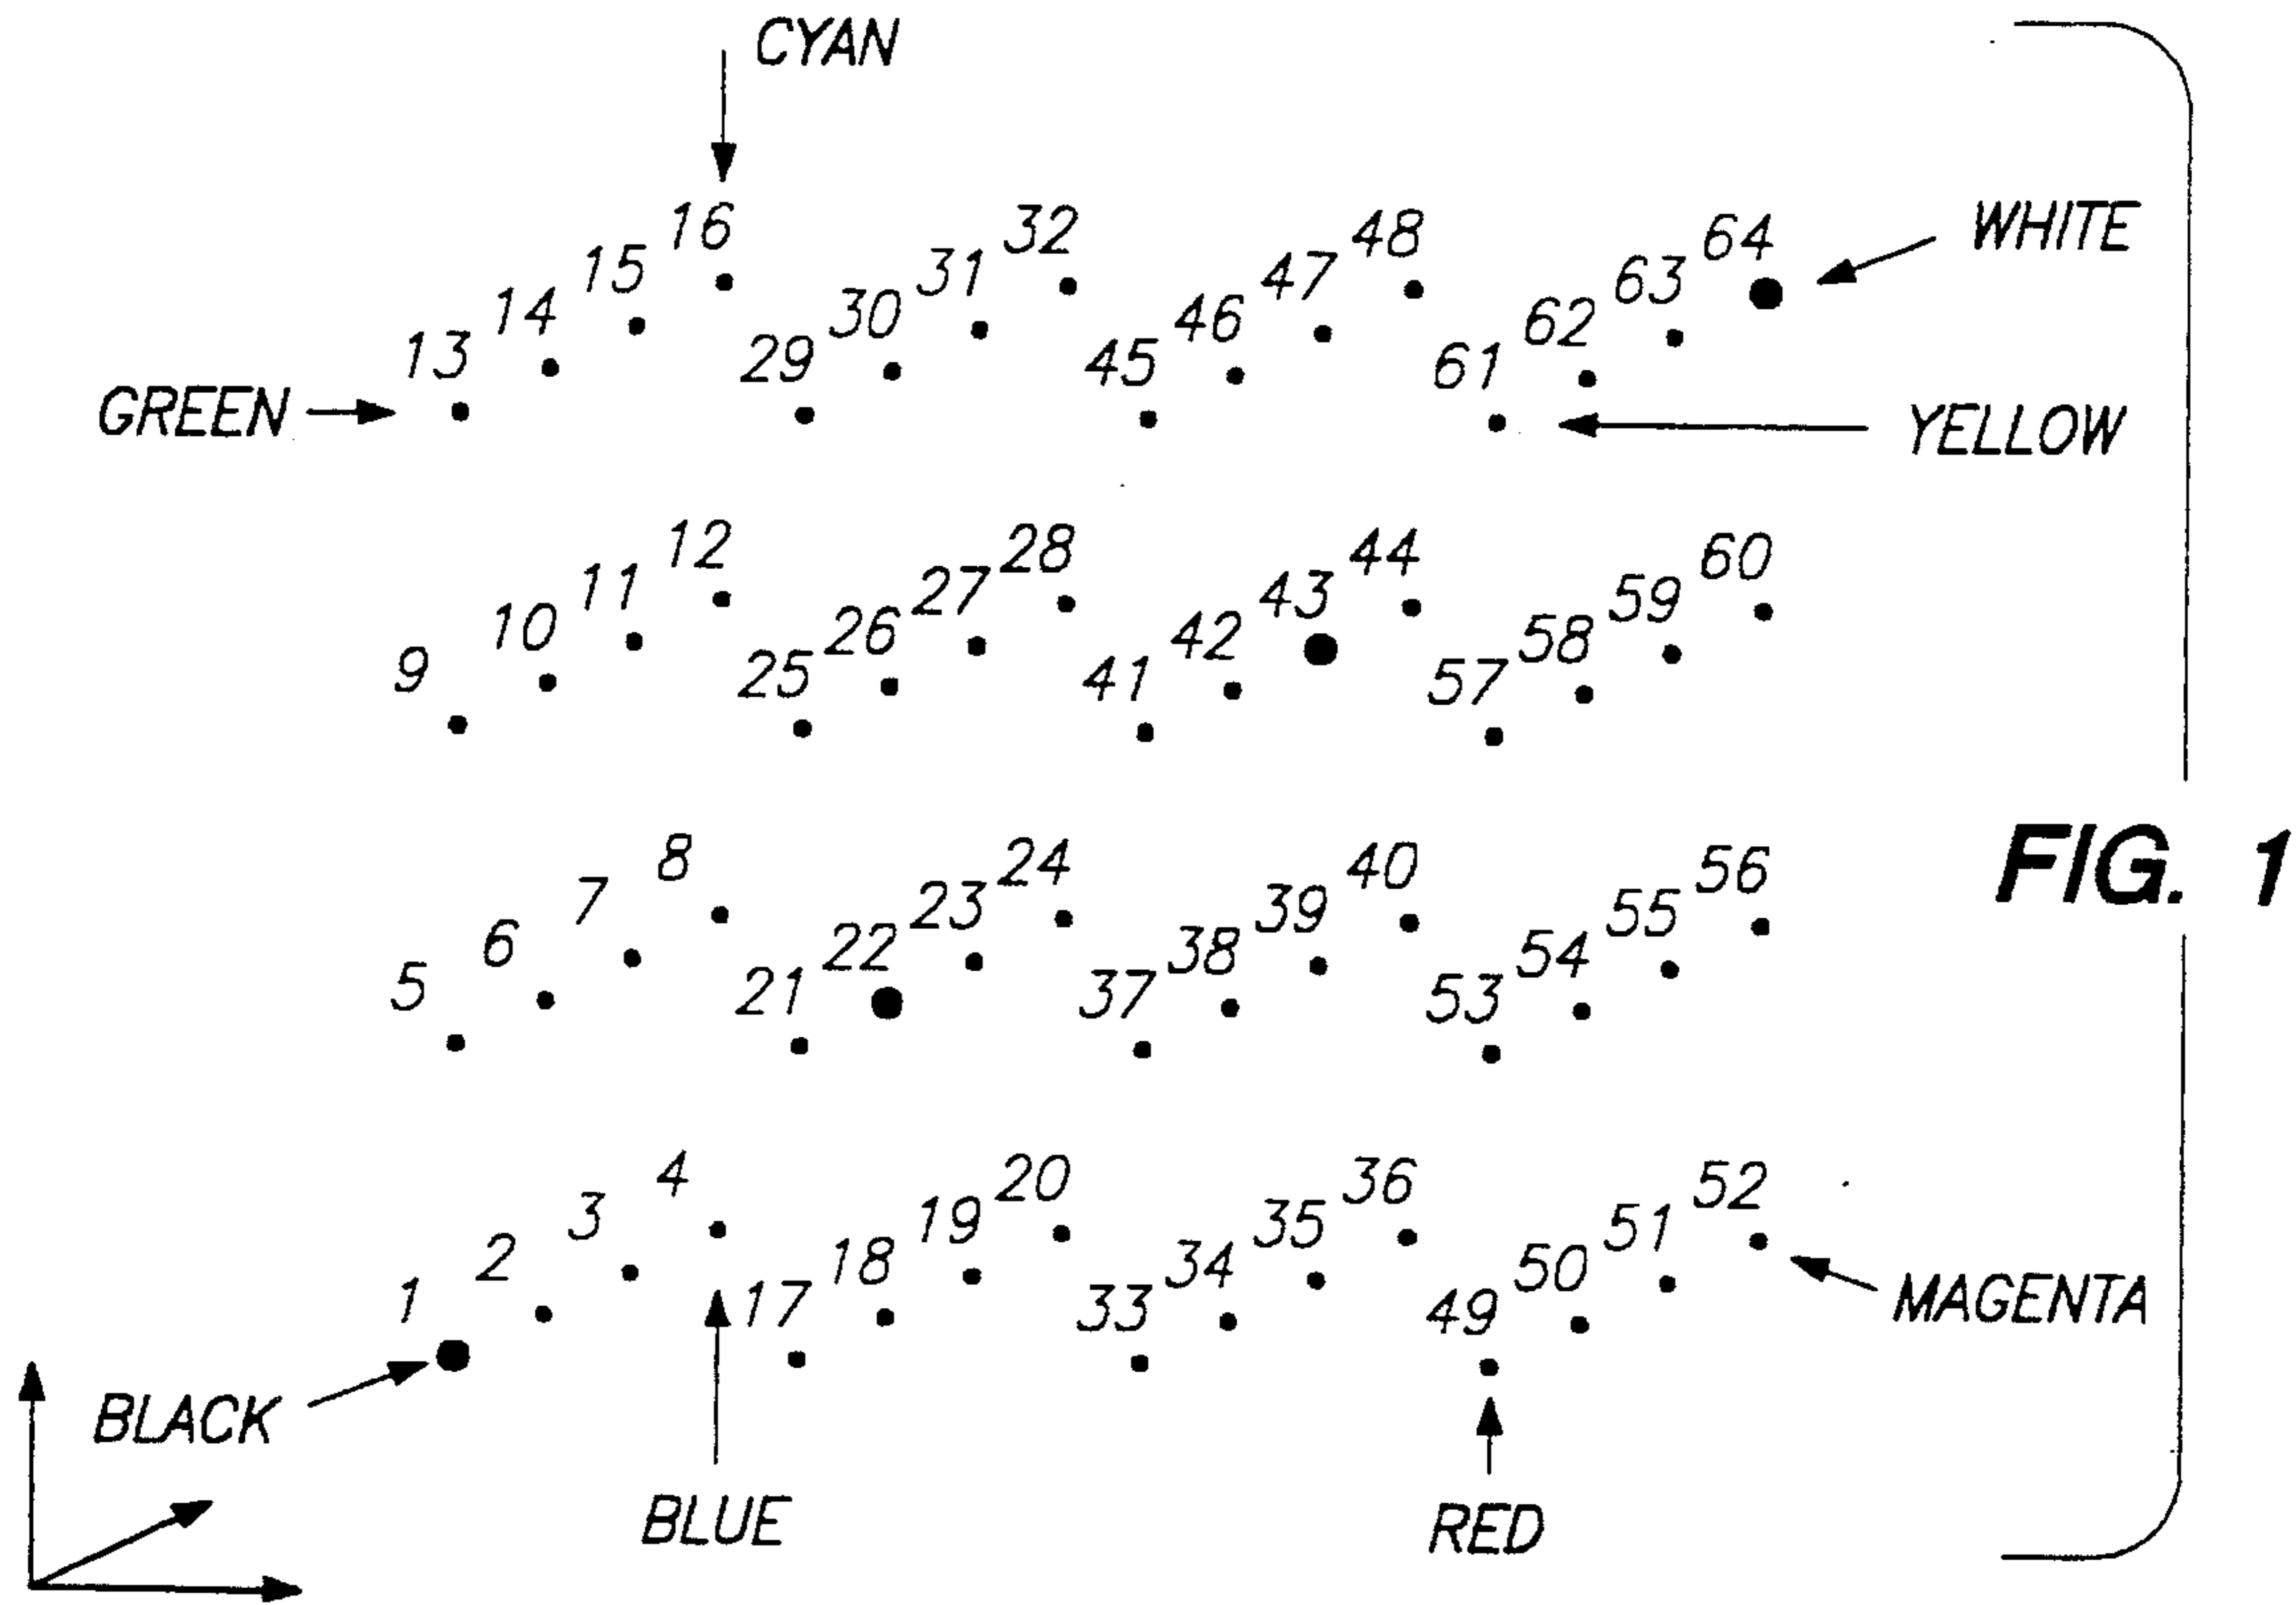 CYAN
16 32 48 64 WHITE
15 31 47 63
14 30 46 62
13 29 45 61
GREEN YELLOW
12 28 44 60
11 27 43 59
10 26 42 58
9 25 41 57
8 24 40 56
7 23 39 55
6 22 38 54
5 21 37 53
FIG. 1
4 20 36 52
3 19 35 51
2 18 34 50
1 17 33 49
MAGENTA
BLACK
BLUE RED